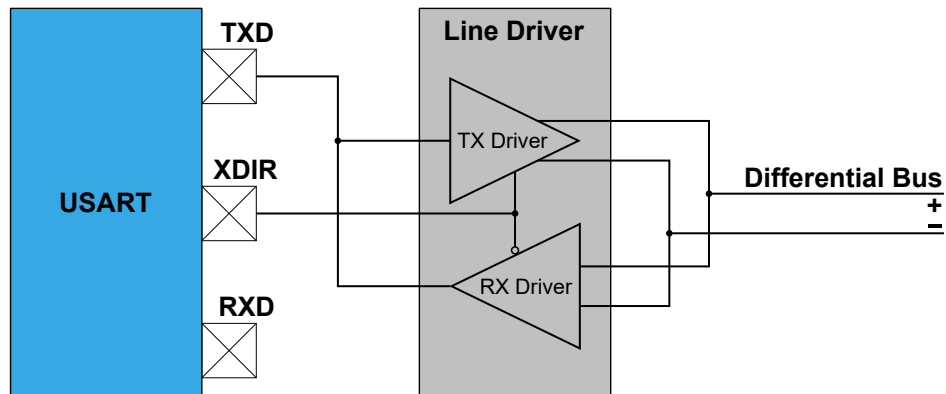 TXD
Line Driver
TX Driver
XDIR
USART
Differential Bus
+
−
RX Driver
RXD